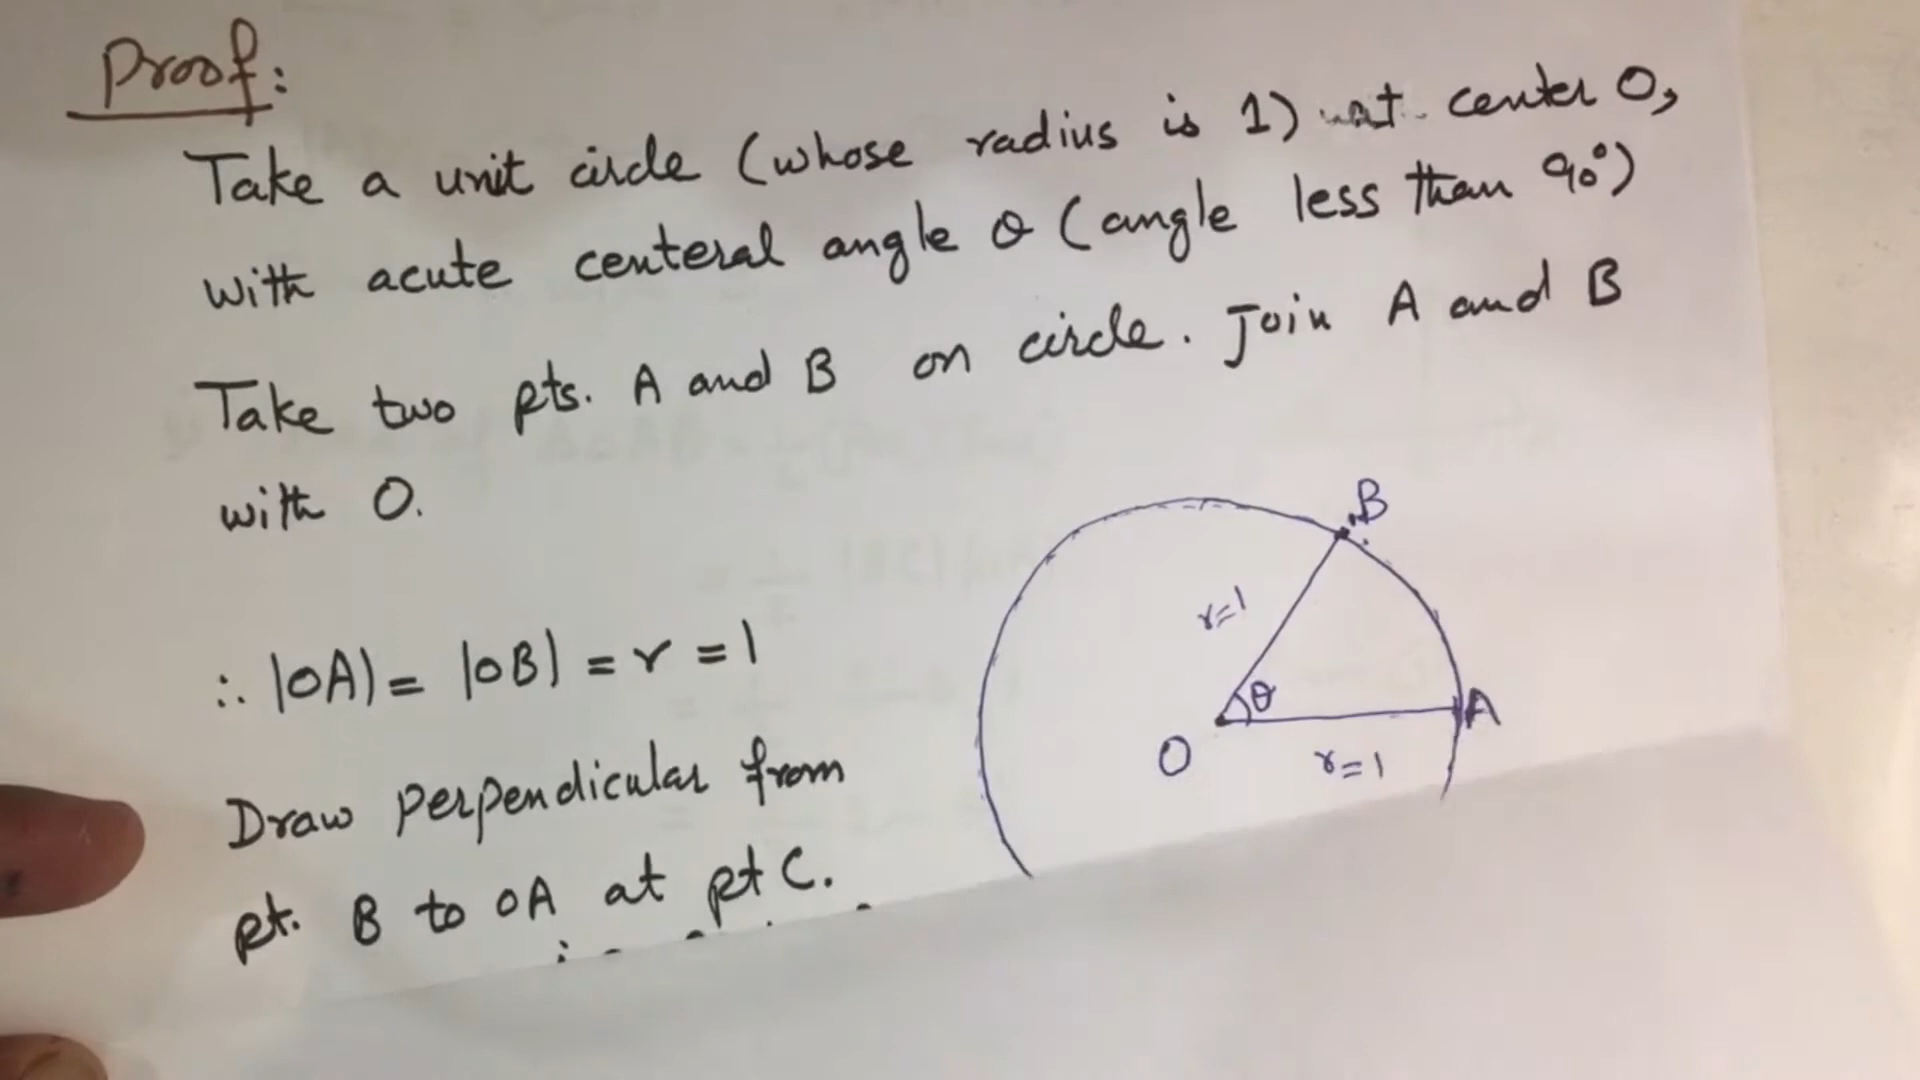 Proof:
Take a unit circle (whose radius is 1) at center O,
with acute centeral angle θ (angle less than 90°)
Take two pts. A and B on circle. Join A and B
with O.
∴ |OA| = |OB| = r = 1
Draw perpendicular from
pt. B to OA at pt C.
B
r=1
θ
A
O
r=1